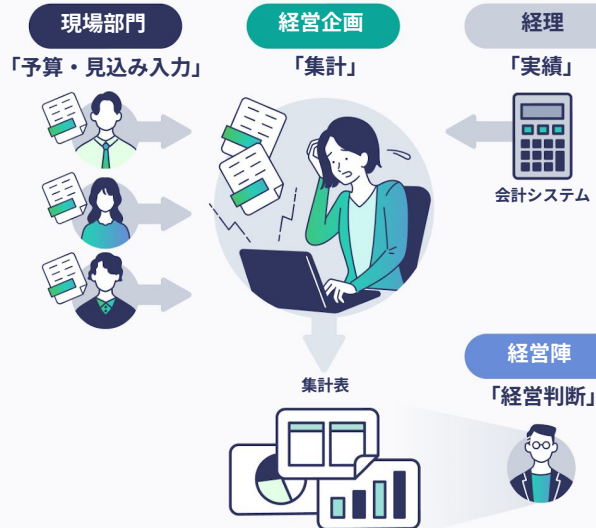 現場部門
経営企画
経理
「予算・見込み入力」
「集計」
「実績」
会計システム
経営陣
「経営判断」
集計表